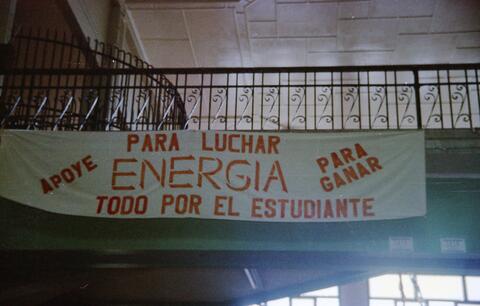 PARA LUCHAR
APOYE
ENERGIA
PARA
GANAR
TODO POR EL ESTUDIANTE